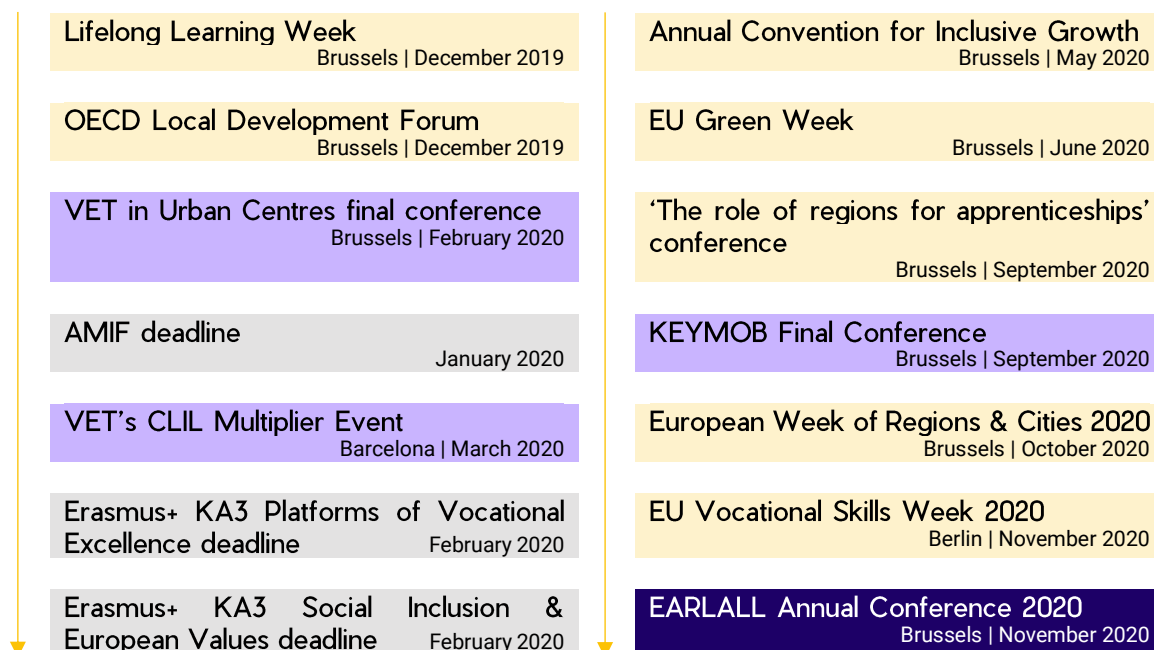 Lifelong Learning Week
Brussels | December 2019
OECD Local Development Forum
Brussels | December 2019
VET in Urban Centres final conference
Brussels | February 2020
AMIF deadline
January 2020
VET's CLIL Multiplier Event
Barcelona | March 2020
Erasmus+ KA3 Platforms of Vocational
Excellence deadline February 2020
Erasmus+ KA3 Social Inclusion &
European Values deadline February 2020
Annual Convention for Inclusive Growth
Brussels | May 2020
EU Green Week
Brussels | June 2020
‘The role of regions for apprenticeships’
conference
Brussels | September 2020
KEYMOB Final Conference
Brussels | September 2020
European Week of Regions & Cities 2020
Brussels | October 2020
EU Vocational Skills Week 2020
Berlin | November 2020
EARLALL Annual Conference 2020
Brussels | November 2020